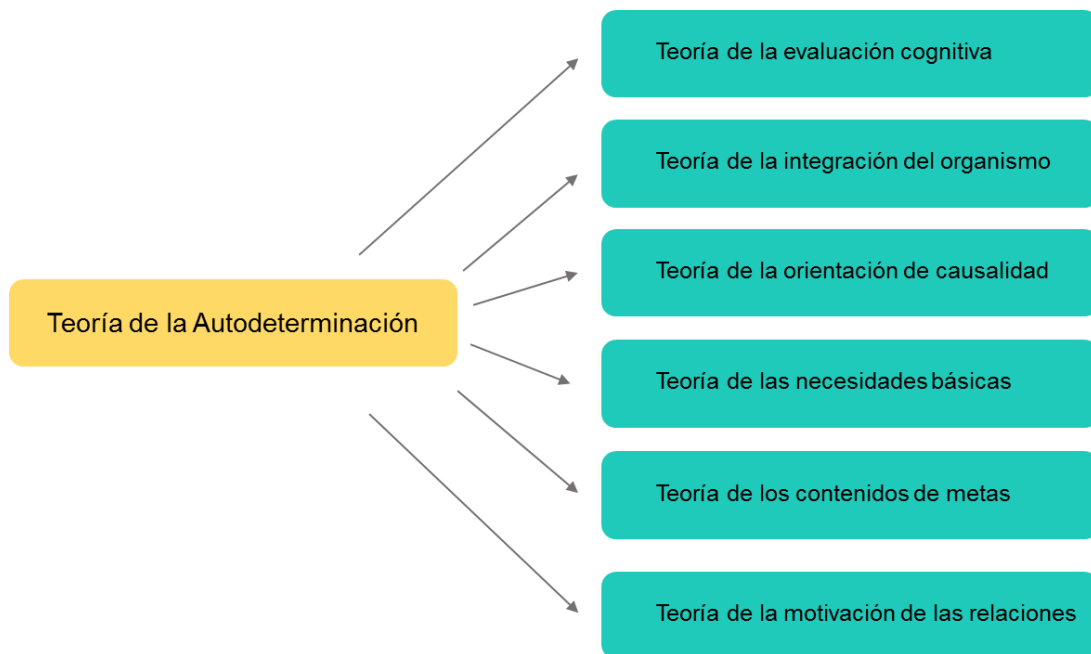 Teoría de la Autodeterminación
Teoría de la evaluación cognitiva
Teoría de la integración del organismo
Teoría de la orientación de causalidad
Teoría de las necesidades básicas
Teoría de los contenidos de metas
Teoría de la motivación de las relaciones